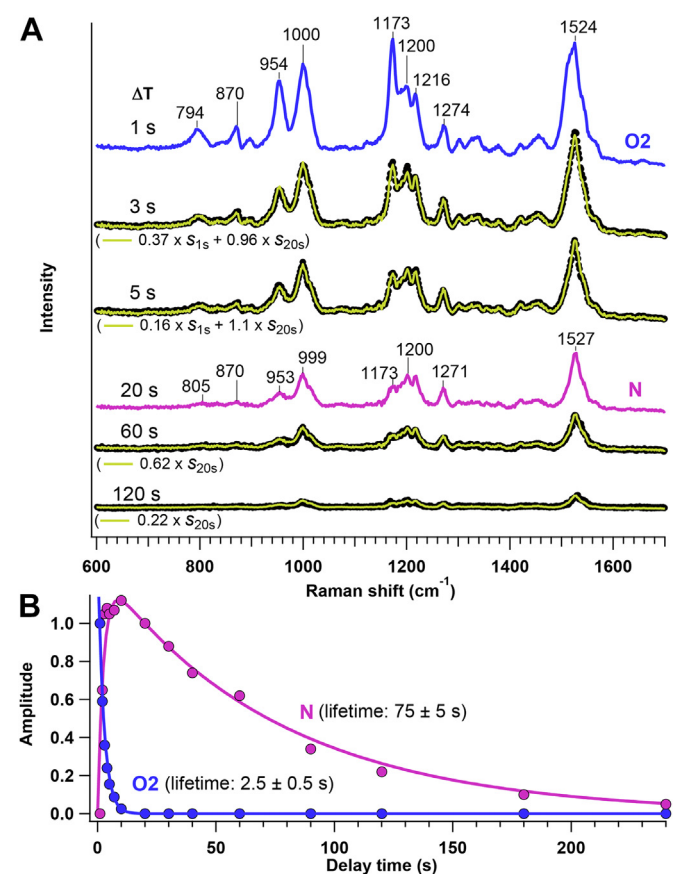 A
ΔT
1 s
794
870
954
1000
1173
1200
1216
1274
1524
O2
3 s
( 0.37 x s1s + 0.96 x s20s)
5 s
( 0.16 x s1s + 1.1 x s20s)
20 s
805
870
953
999
1173
1200
1271
1527
N
60 s
( 0.62 x s20s)
120 s
( 0.22 x s20s)
Intensity
600 800 1000 1200 1400 1600
Raman shift (cm-1)
B
1.0
0.8
0.6
0.4
0.2
0.0
Amplitude
N (lifetime: 75 ± 5 s)
O2 (lifetime: 2.5 ± 0.5 s)
0 50 100 150 200
Delay time (s)